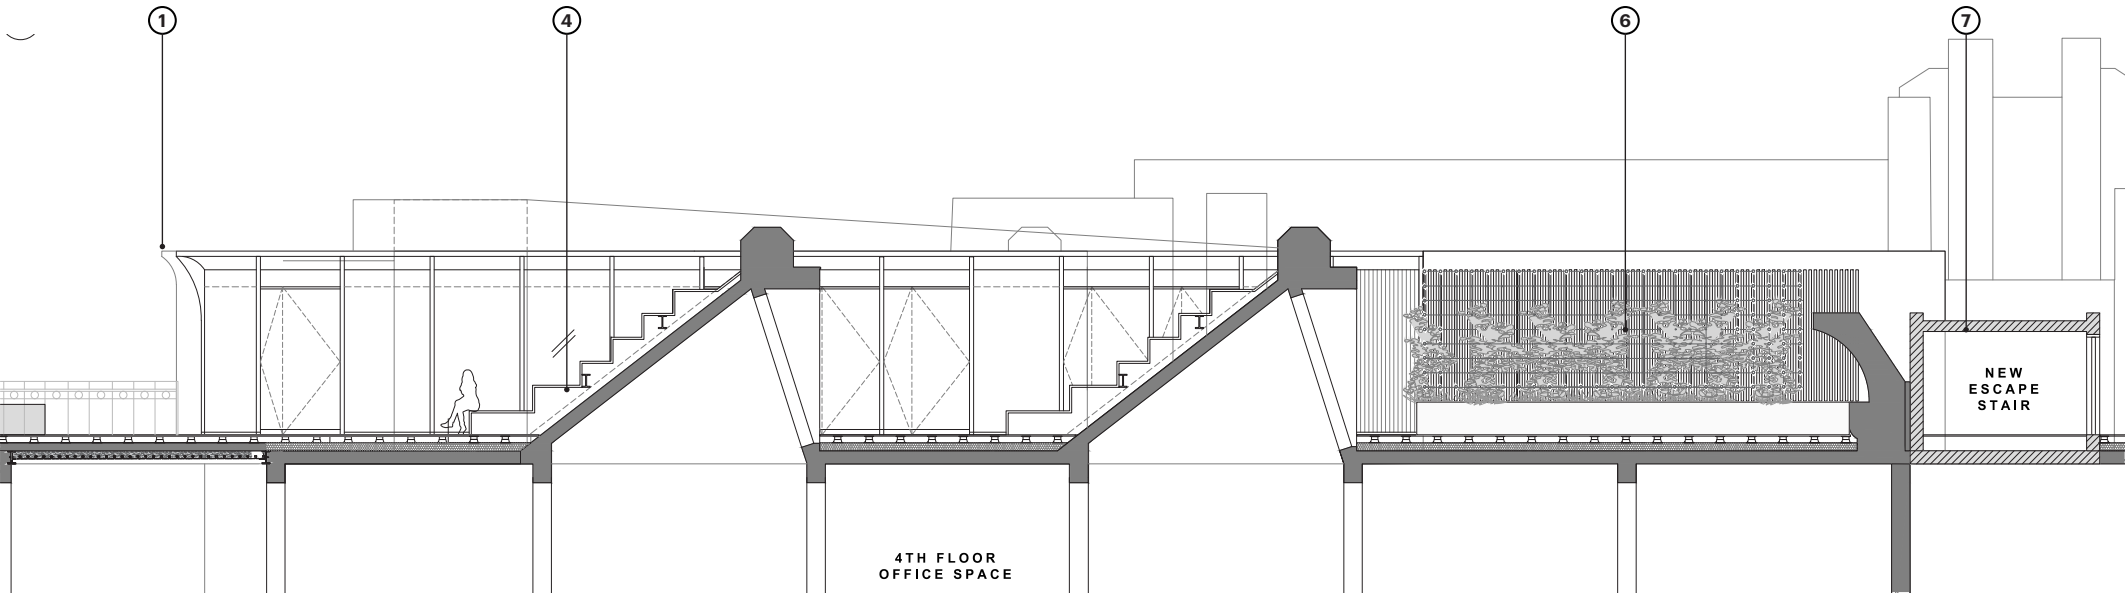 1
4
6
7
NEW
ESCAPE
STAIR
4TH FLOOR
OFFICE SPACE